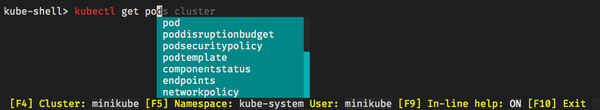 kube-shell> kubectl get pods cluster
pod
poddisruptionbudget
podsecuritypolicy
podtemplate
componentstatus
endpoints
networkpolicy
[F4] Cluster: minikube [F5] Namespace: kube-system User: minikube [F9] In-line help: ON [F10] Exit